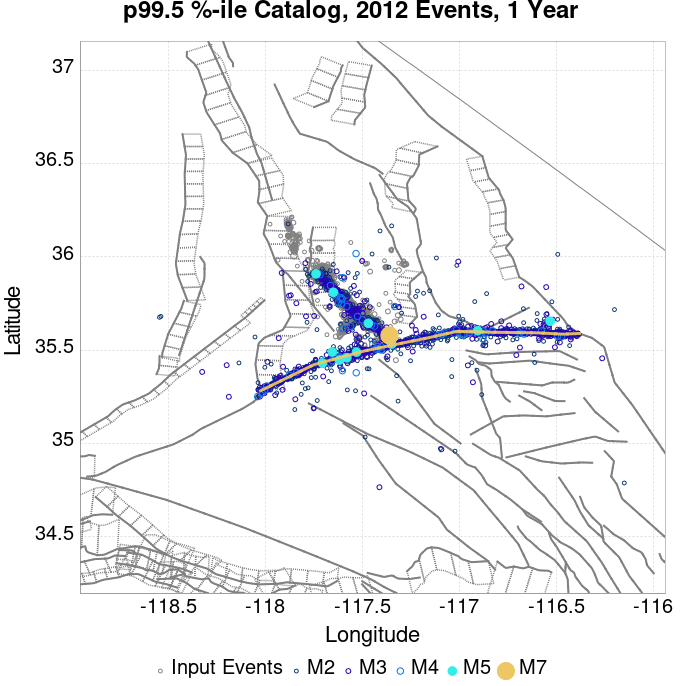 p99.5 %-ile Catalog, 2012 Events, 1 Year
37
36.5
36
35.5
35
34.5
Latitude
-118.5 -118 -117.5 -117 -116.5 -116
Longitude
Input Events M2 M3 M4 M5 M7